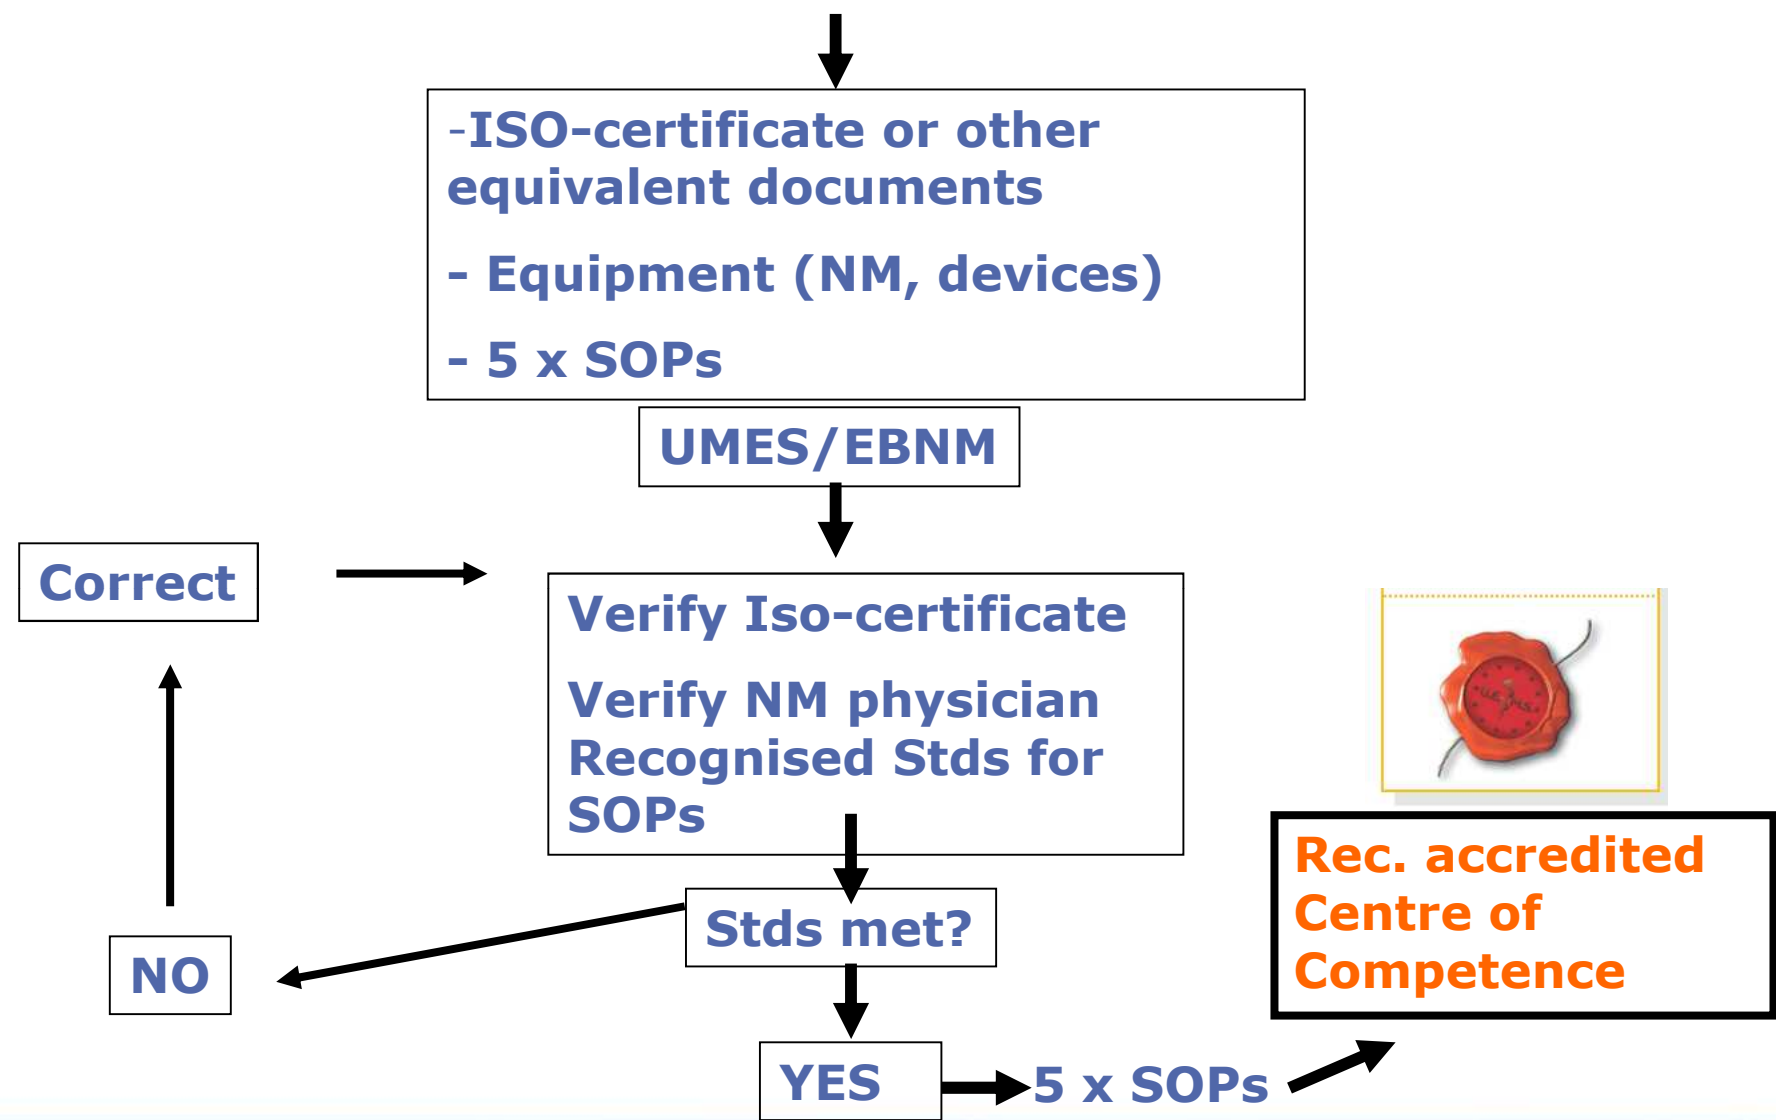 -ISO-certificate or other
equivalent documents
- Equipment (NM, devices)
- 5 x SOPs
UMES/EBNM
Correct
Verify Iso-certificate
Verify NM physician
Recognised Stds for
SOPs
Rec. accredited
Centre of
Competence
Stds met?
NO
YES
5 x SOPs